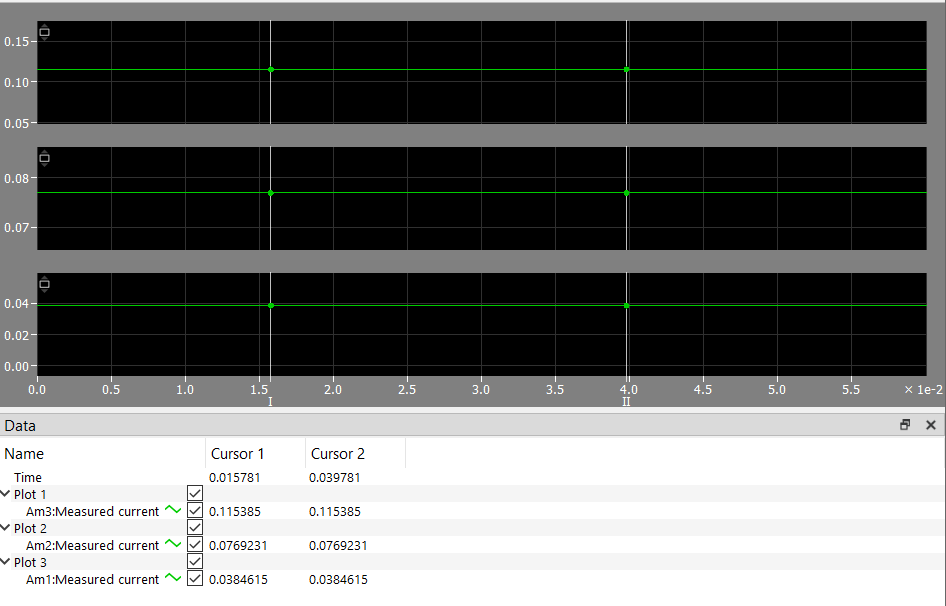 0.15
0.10
0.05
0.08
0.07
0.04
0.02
0.00
0.0 0.5 1.0 1.5 2.0 2.5 3.0 3.5 4.0 4.5 5.0 5.5 × 1e-2
I II
Data
Name Cursor 1 Cursor 2
Time 0.015781 0.039781
Plot 1
Am3:Measured current 0.115385 0.115385
Plot 2
Am2:Measured current 0.0769231 0.0769231
Plot 3
Am1:Measured current 0.0384615 0.0384615